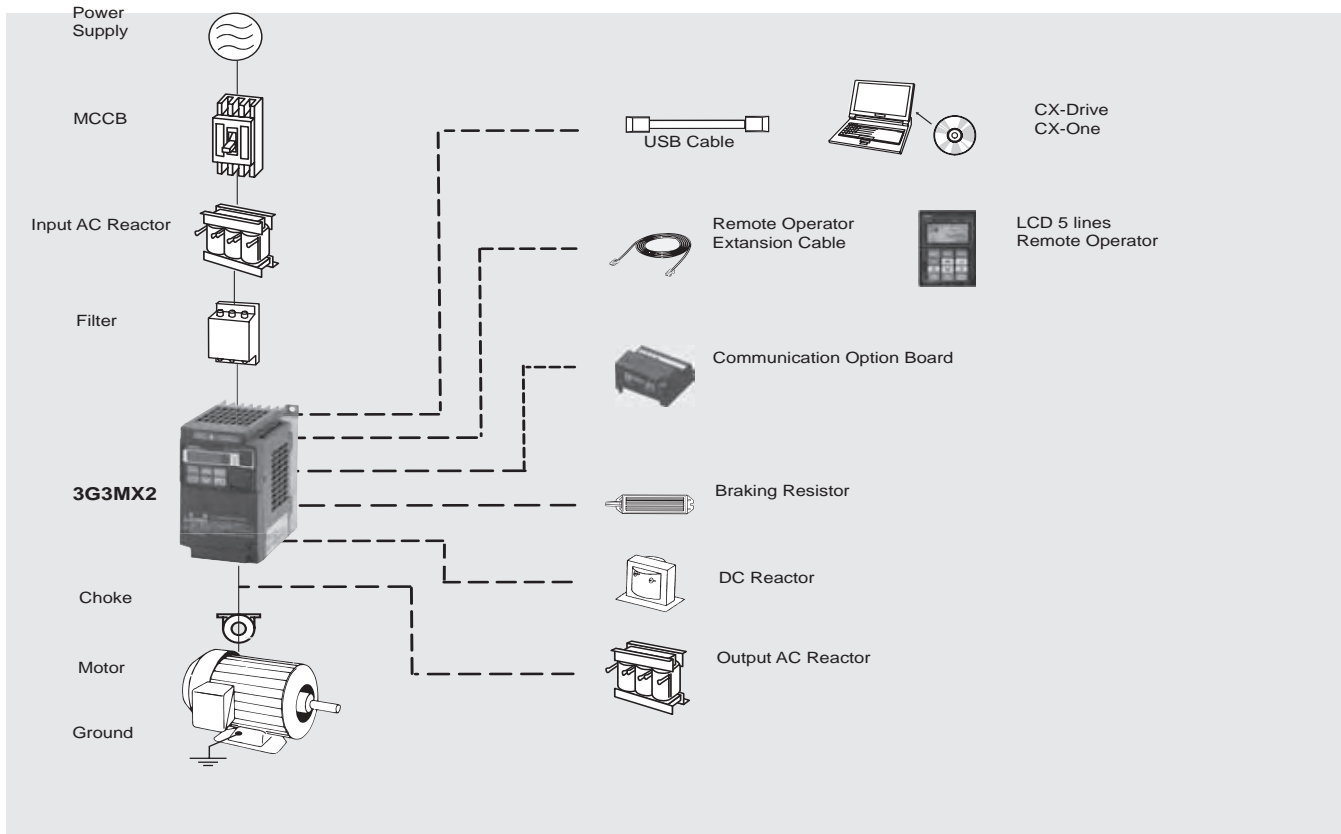 Power
Supply
MCCB
Input AC Reactor
Filter
3G3MX2
Choke
Motor
Ground
USB Cable
CX-Drive
CX-One
Remote Operator
Extansion Cable
LCD 5 lines
Remote Operator
Communication Option Board
Braking Resistor
DC Reactor
Output AC Reactor